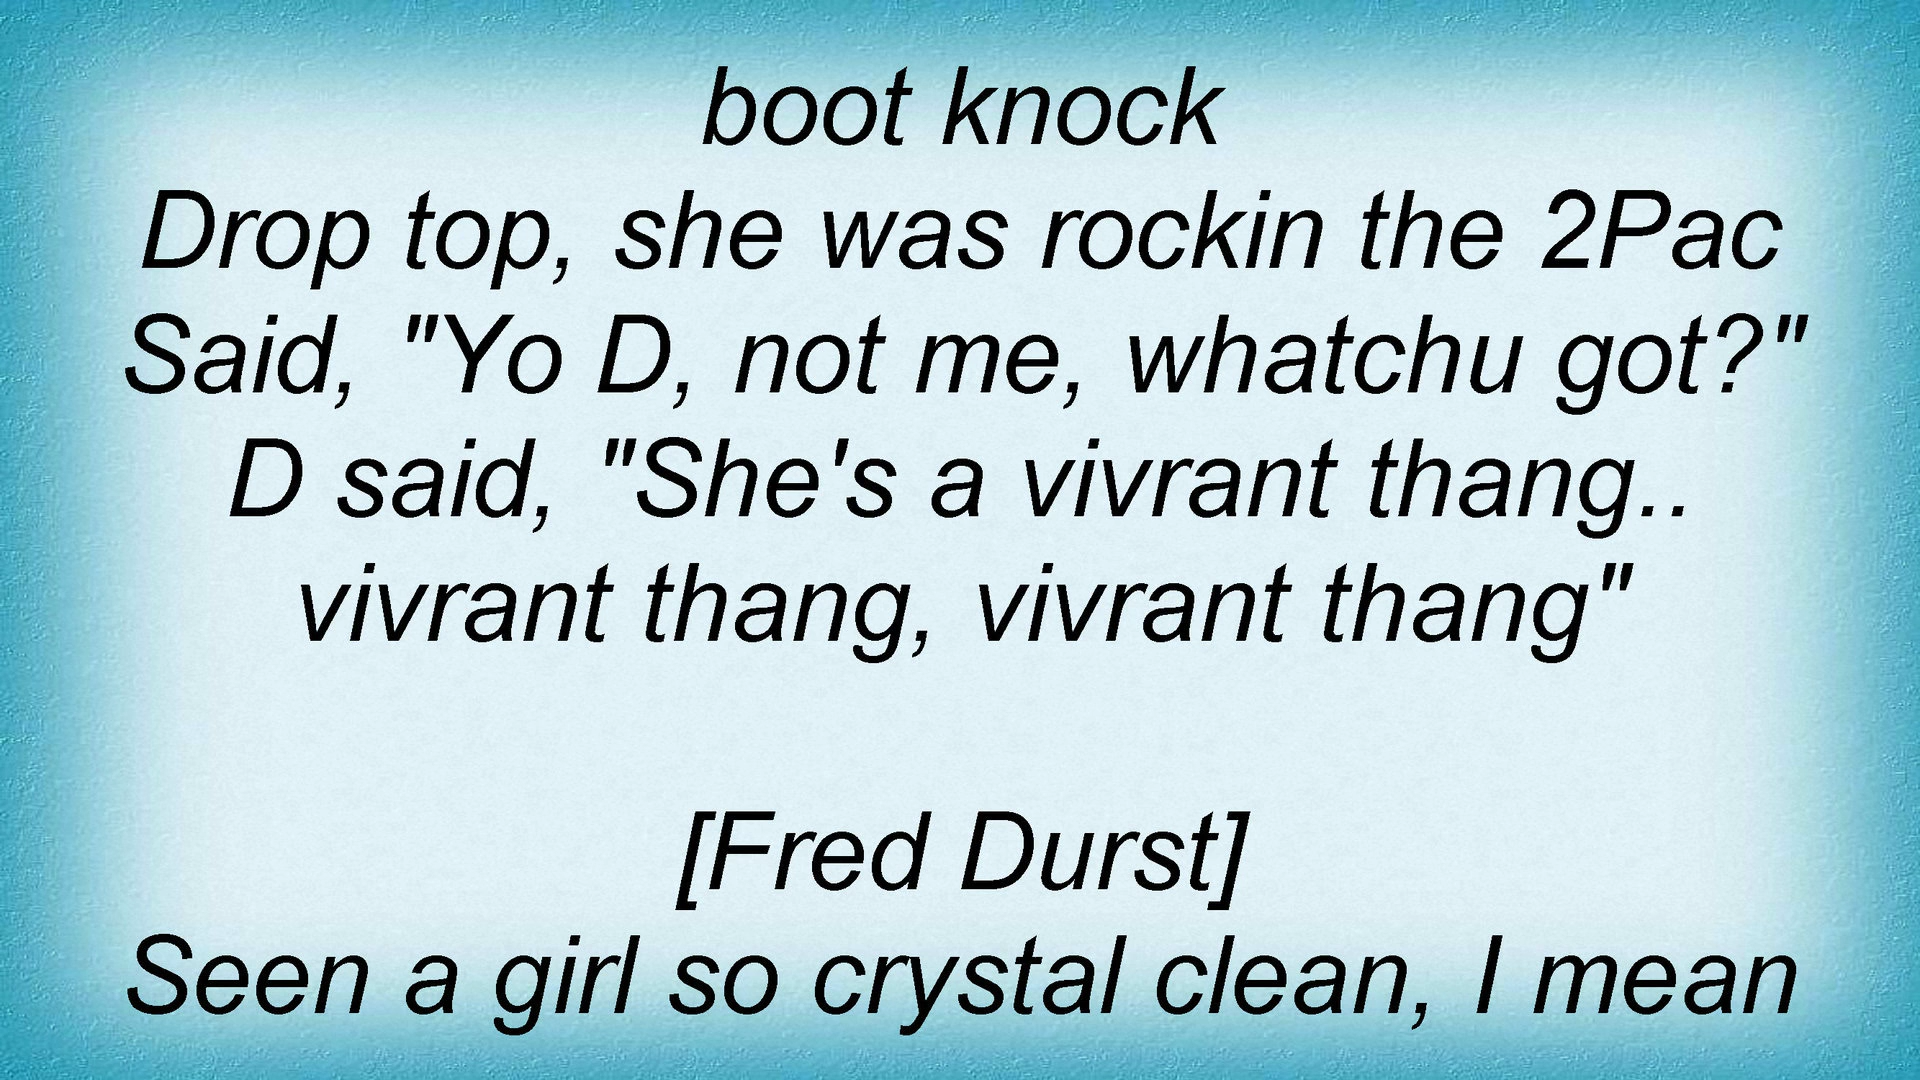 boot knock
Drop top, she was rockin the 2Pac
Said, "Yo D, not me, whatchu got?"
D said, "She's a vivrant thang..
vivrant thang, vivrant thang"
[Fred Durst]
Seen a girl so crystal clean, I mean